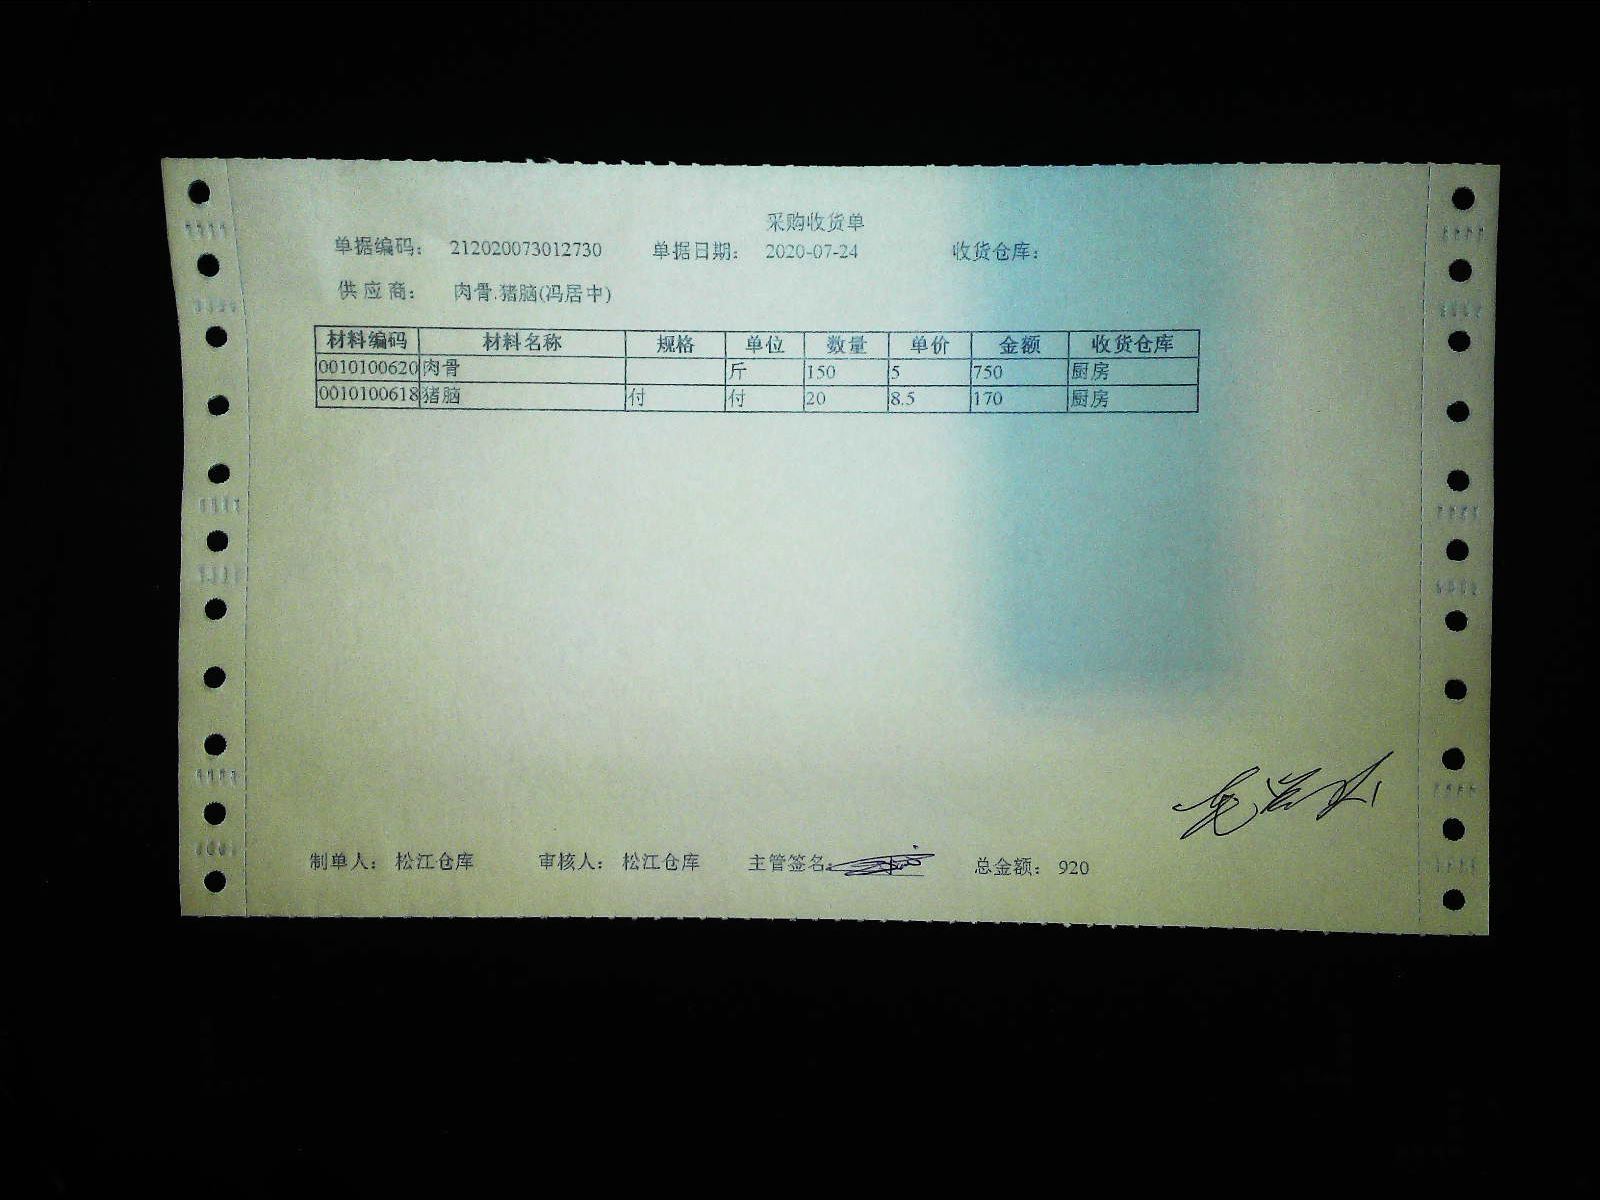 采购收货单
单据编码: 212020073012730 单据日期: 2020-07-24 收货仓库:
供应商: 肉骨.猪脑(冯居中)
材料编码 材料名称 规格 单位 数量 单价 金额 收货仓库
0010100620 肉骨 斤 150 5 750 厨房
0010100618 猪脑 付 付 20 8.5 170 厨房
制单人: 松江仓库 审核人: 松江仓库 主管签名: 总金额: 920